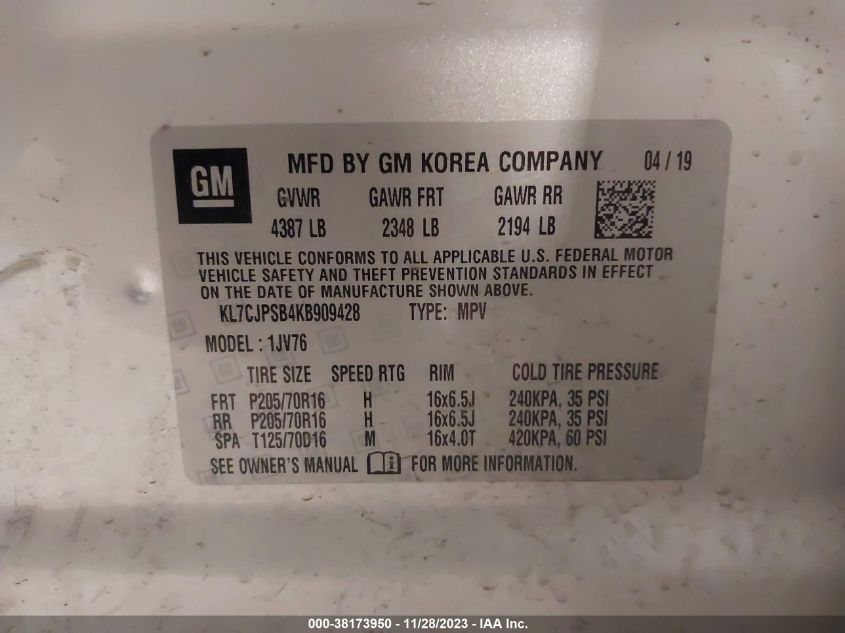 GM MFD BY GM KOREA COMPANY 04 / 19
GVWR GAWR FRT GAWR RR
4387 LB 2348 LB 2194 LB
THIS VEHICLE CONFORMS TO ALL APPLICABLE U.S. FEDERAL MOTOR
VEHICLE SAFETY AND THEFT PREVENTION STANDARDS IN EFFECT
ON THE DATE OF MANUFACTURE SHOWN ABOVE.
KL7CJPSB4KB909428 TYPE: MPV
MODEL : 1JV76
TIRE SIZE SPEED RTG RIM COLD TIRE PRESSURE
FRT P205/70R16 H 16x6.5J 240KPA, 35 PSI
RR P205/70R16 H 16x6.5J 240KPA, 35 PSI
SPA T125/70D16 M 16x4.0T 420KPA, 60 PSI
SEE OWNER'S MANUAL FOR MORE INFORMATION.
000-38173950 - 11/28/2023 - IAA Inc.